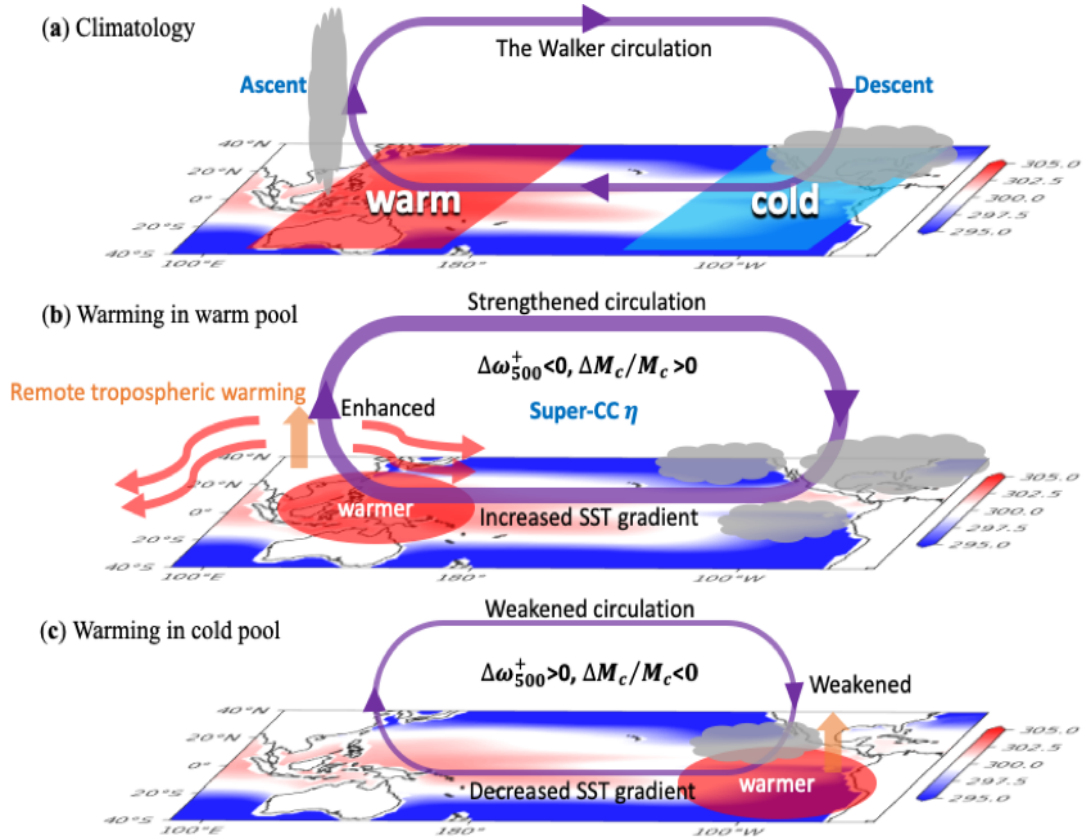 (a) Climatology
The Walker circulation
Ascent
Descent
40°N
20°N
0°
20°S
40°S
100°E
180°
100°W
warm
cold
305.0
302.5
300.0
297.5
295.0
(b) Warming in warm pool
Strengthened circulation
Δω⁺₅₀₀<0, ΔM_c/M_c>0
Super-CC η
Remote tropospheric warming
Enhanced
40°N
20°N
0°
20°S
40°S
100°E
180°
100°W
warmer
Increased SST gradient
305.0
302.5
300.0
297.5
295.0
(c) Warming in cold pool
Weakened circulation
Δω⁺₅₀₀>0, ΔM_c/M_c<0
Weakened
40°N
20°N
0°
20°S
40°S
100°E
180°
100°W
Decreased SST gradient
warmer
305.0
302.5
300.0
297.5
295.0